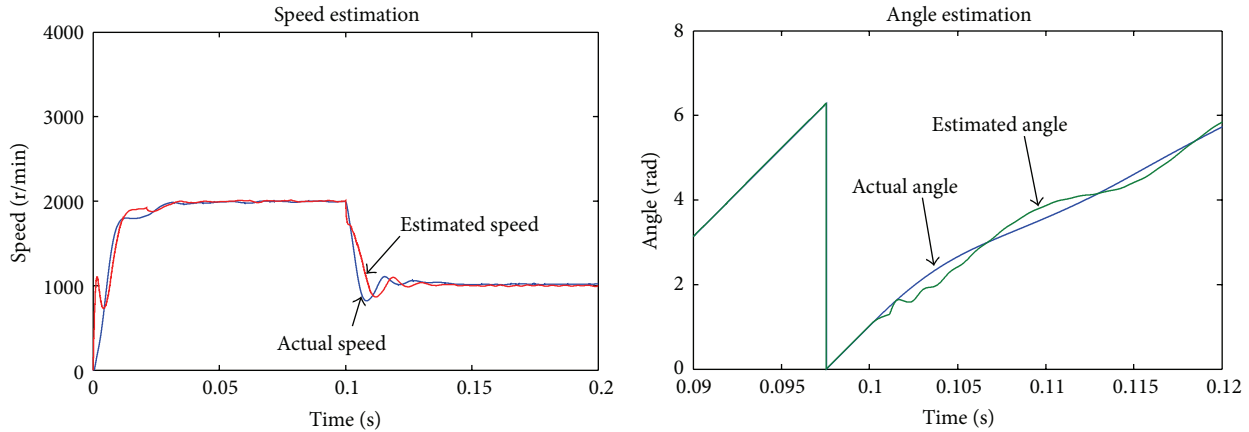 Speed estimation
4000
3000
2000
1000
0
Speed (r/min)
Estimated speed
Actual speed
0
0.05
0.1
0.15
0.2
Time (s)
Angle estimation
8
6
4
2
0
Angle (rad)
Estimated angle
Actual angle
0.09
0.095
0.1
0.105
0.11
0.115
0.12
Time (s)